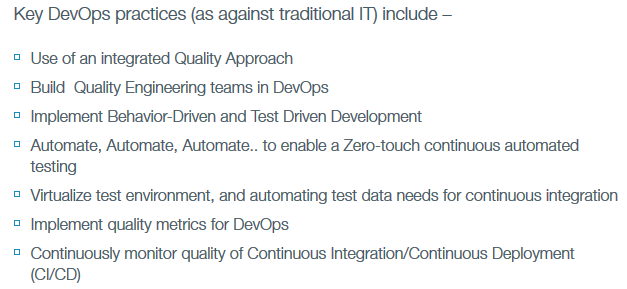 Key DevOps practices (as against traditional IT) include –
Use of an integrated Quality Approach
Build Quality Engineering teams in DevOps
Implement Behavior-Driven and Test Driven Development
Automate, Automate, Automate.. to enable a Zero-touch continuous automated
testing
Virtualize test environment, and automating test data needs for continuous integration
Implement quality metrics for DevOps
Continuously monitor quality of Continuous Integration/Continuous Deployment
(CI/CD)